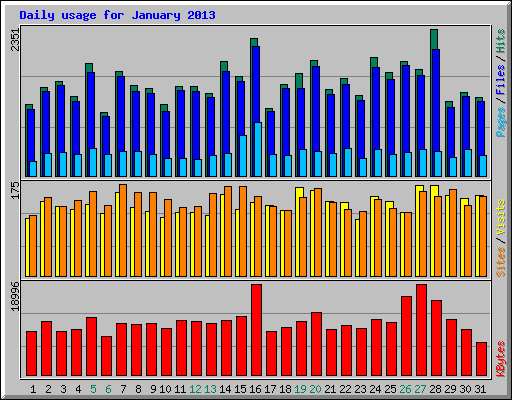 Daily usage for January 2013
2351
Pages / Files / Hits
175
Sites / Visits
18996
KBytes
1 2 3 4 5 6 7 8 9 10 11 12 13 14 15 16 17 18 19 20 21 22 23 24 25 26 27 28 29 30 31